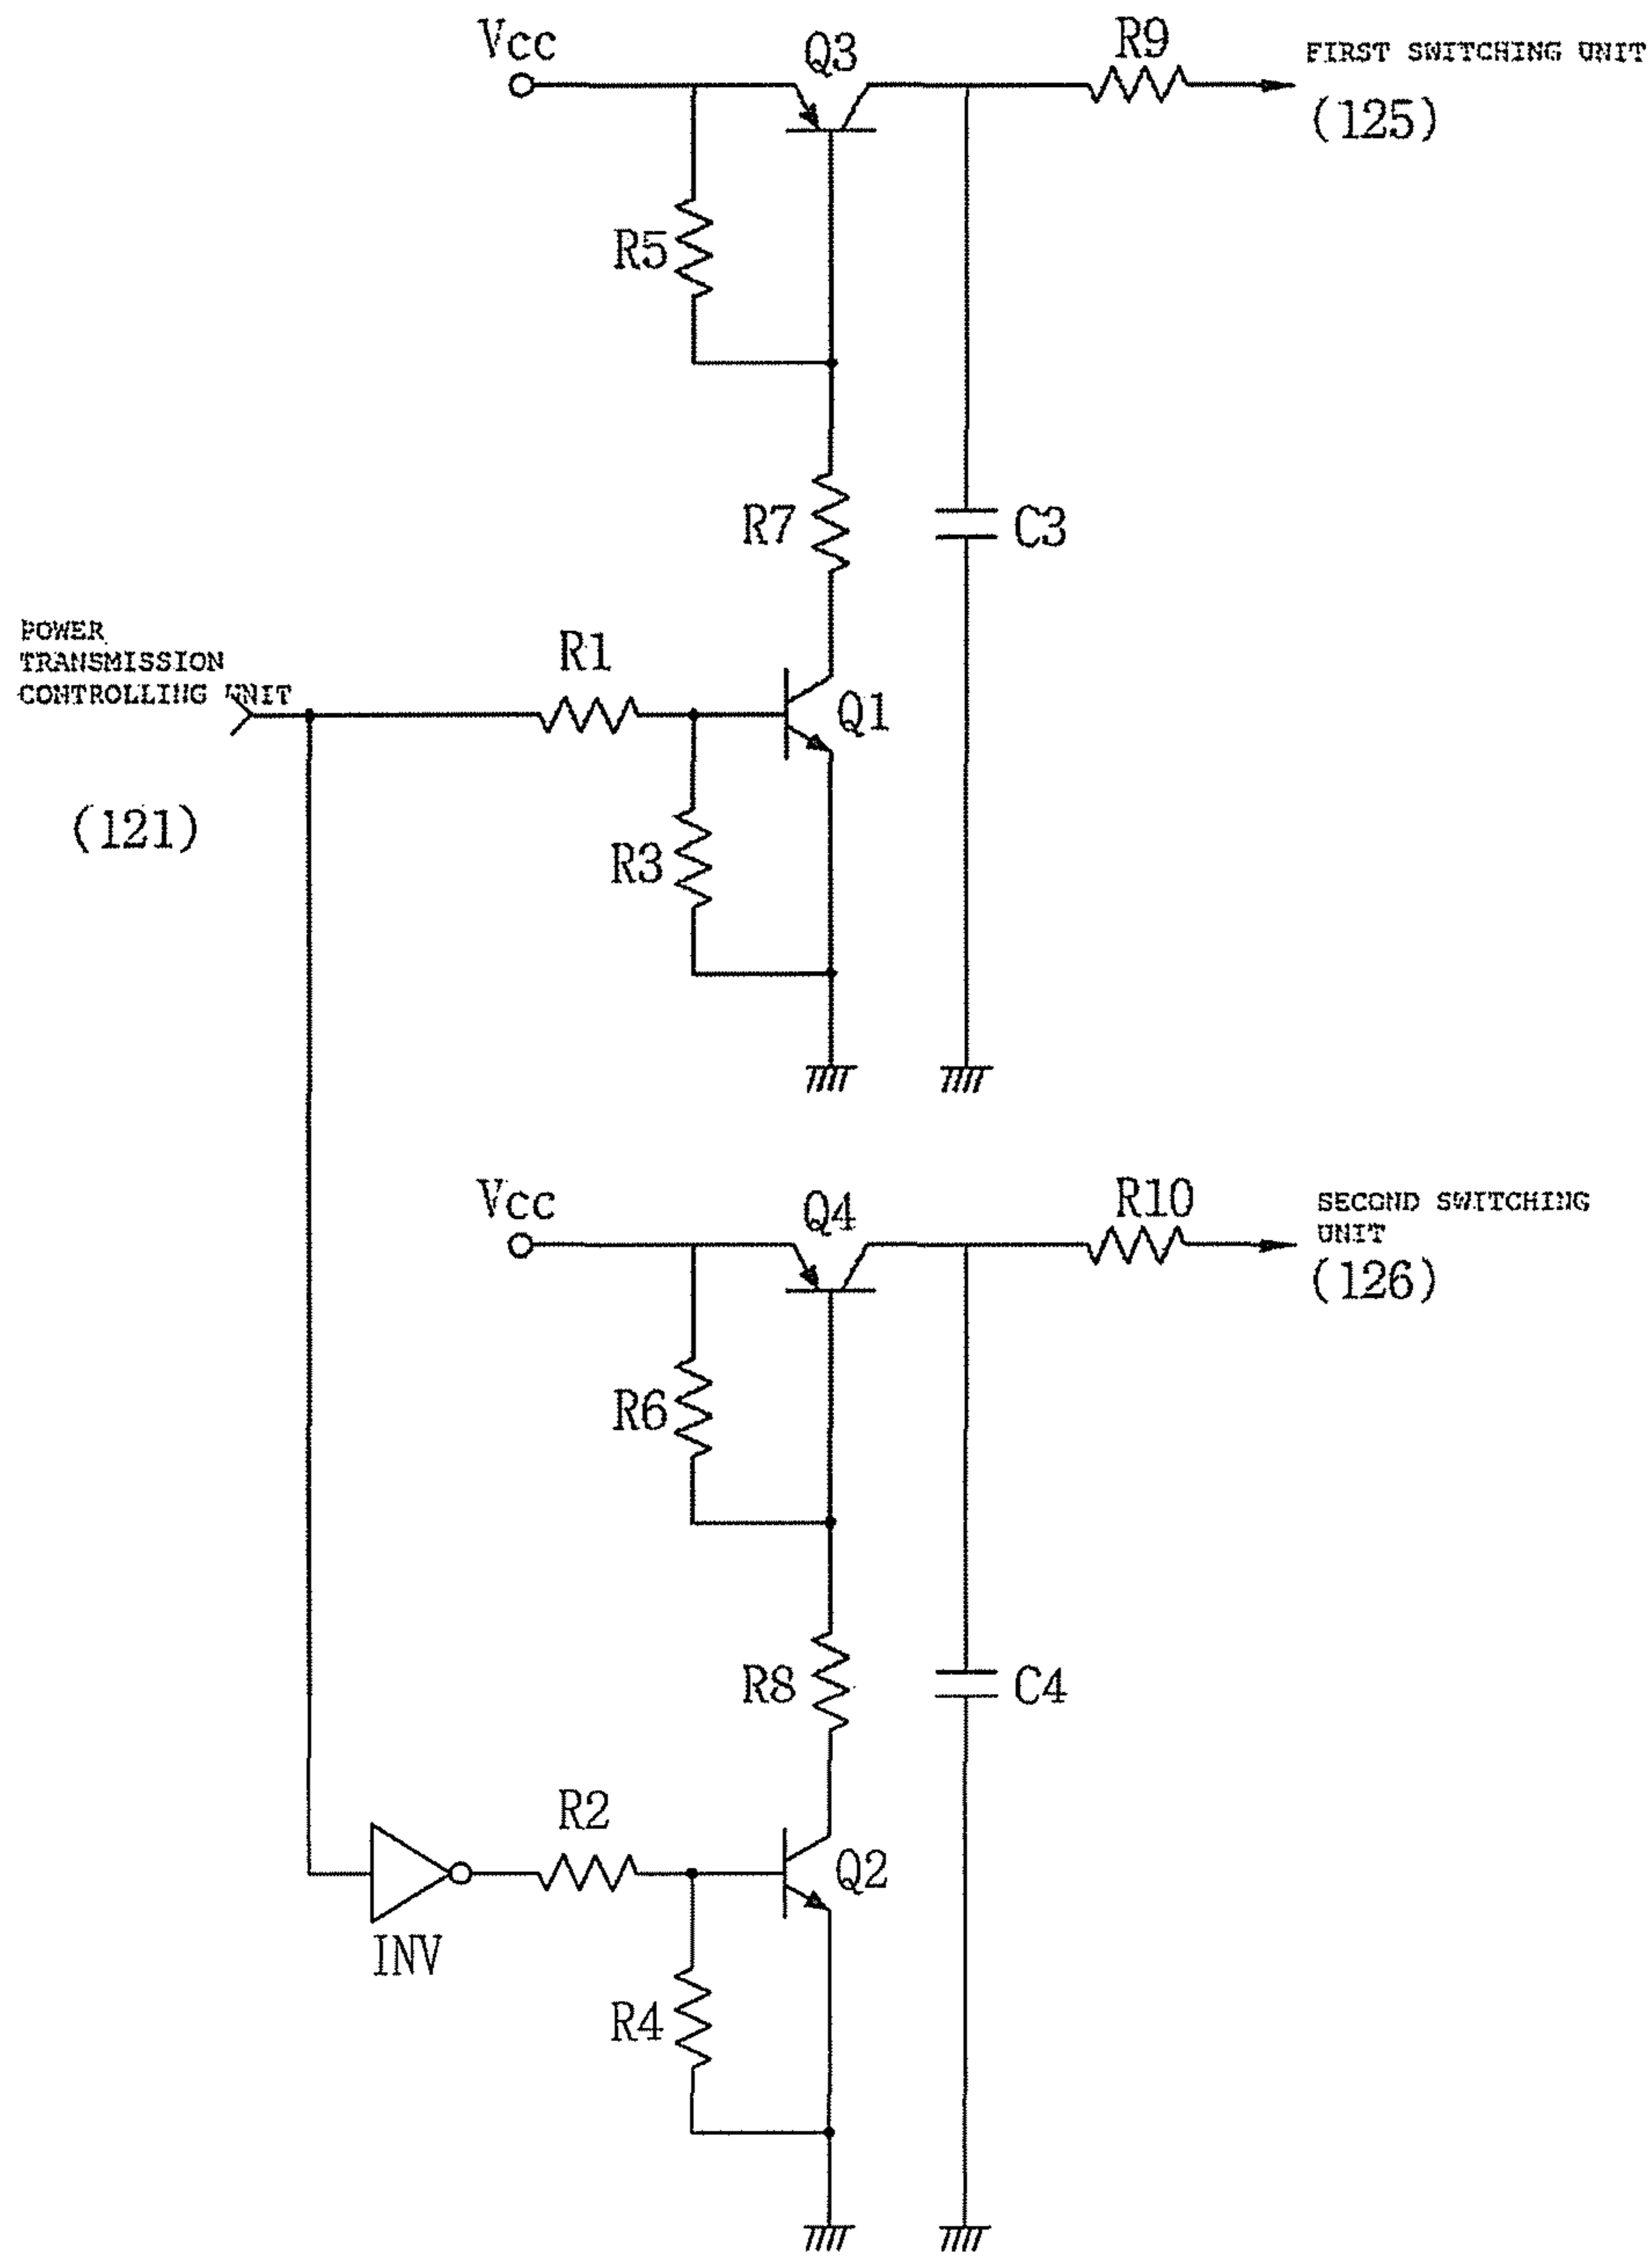 Vcc
Q3
R9
FIRST SWITCHING UNIT
(125)
R5
R7
C3
POWER
TRANSMISSION
CONTROLLING UNIT
R1
Q1
(121)
R3
Vcc
Q4
R10
SECOND SWITCHING
UNIT
(126)
R6
R8
C4
R2
Q2
INV
R4